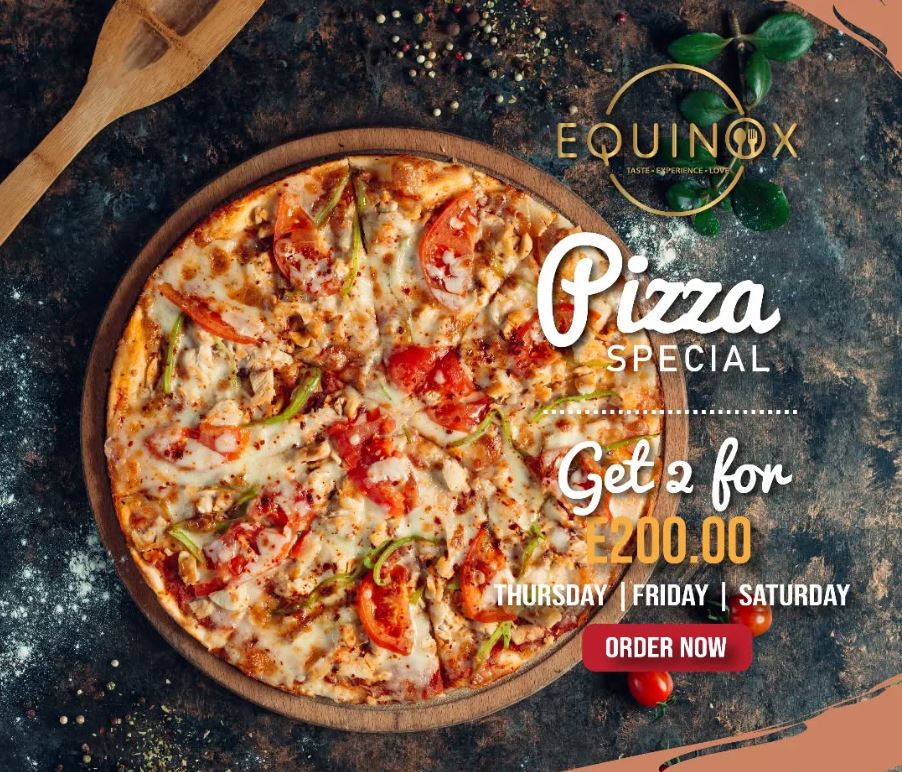 EQUINOX
TASTE • EXPERIENCE • LOVE
Pizza
SPECIAL
Get 2 for
E200.00
THURSDAY | FRIDAY | SATURDAY
ORDER NOW